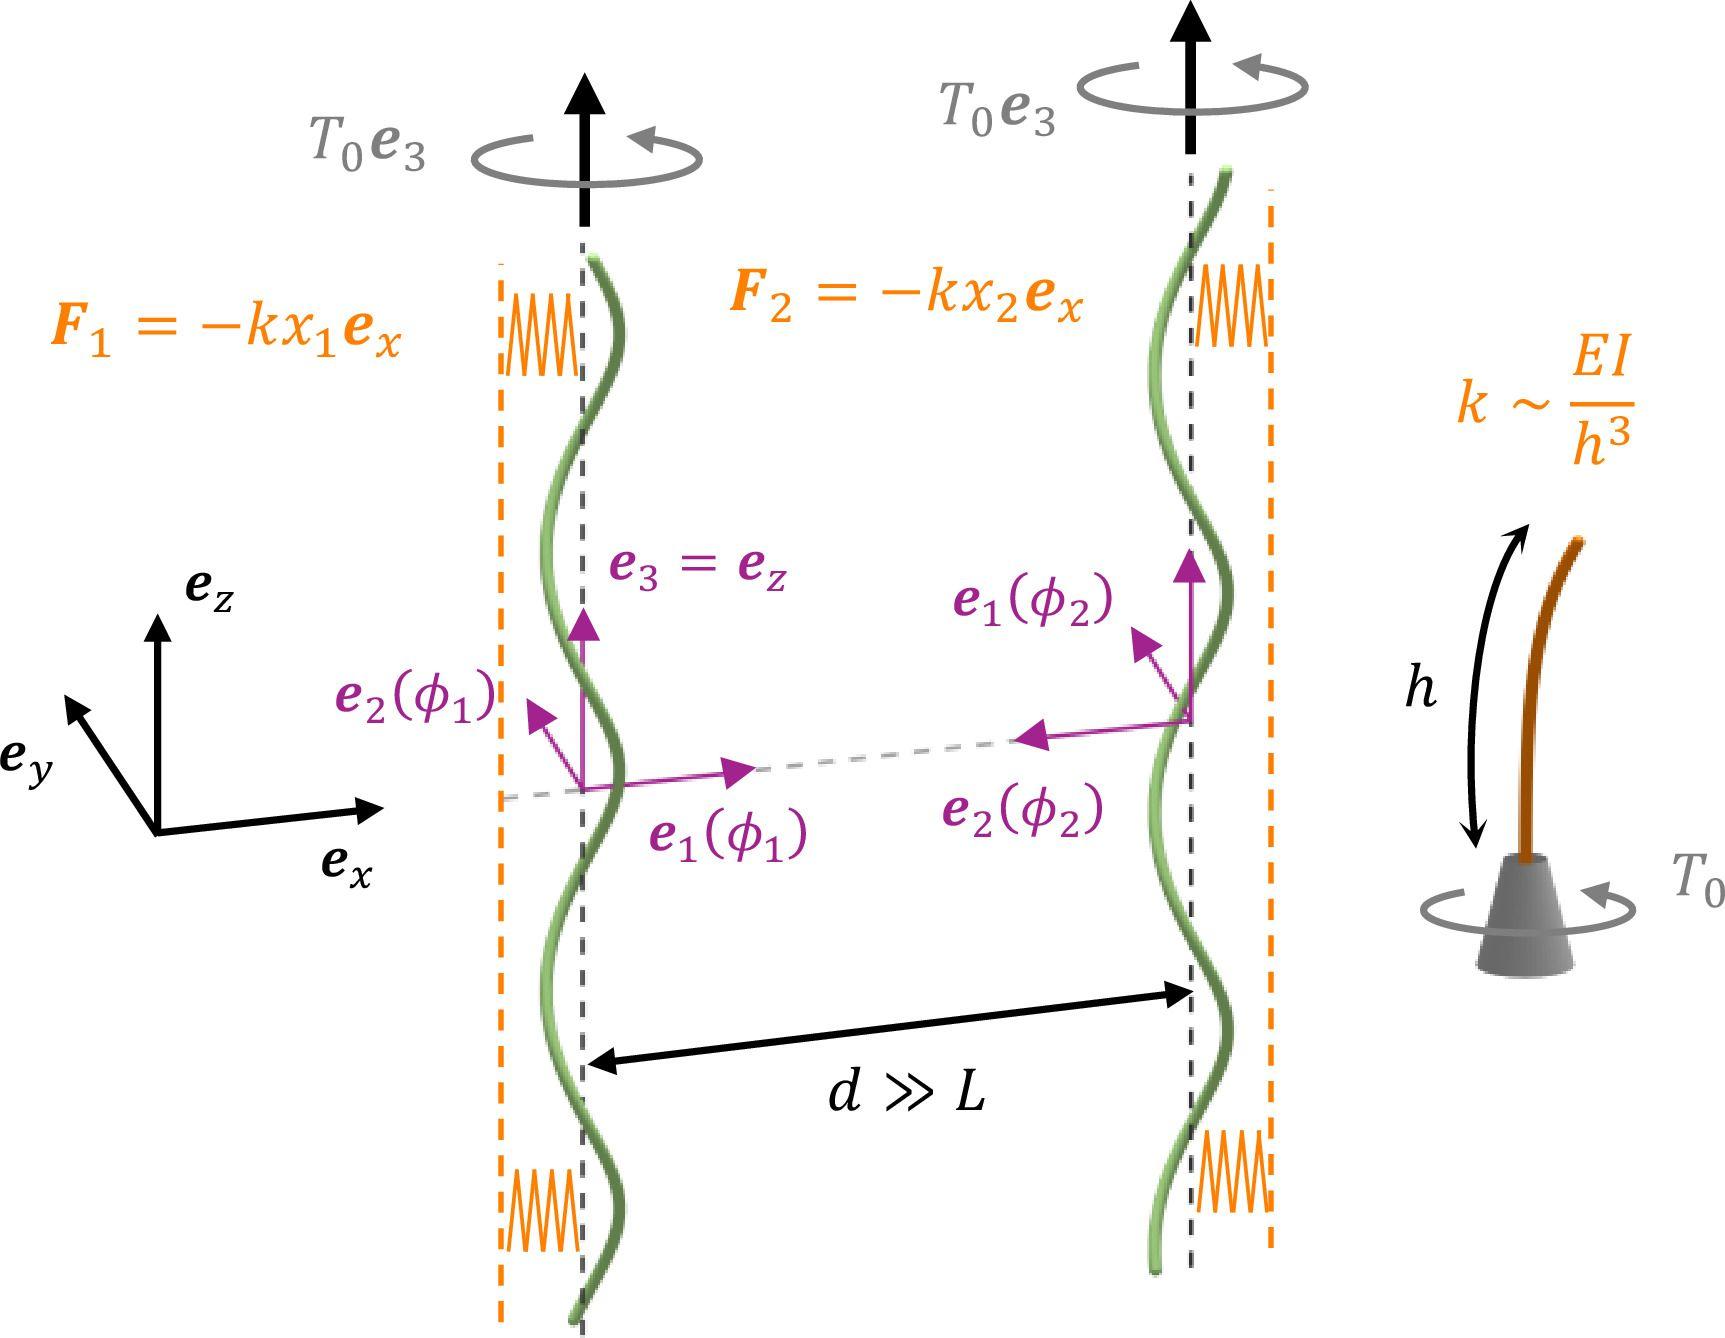 T₀e₃
T₀e₃
F₁ = −kx₁eₓ
F₂ = −kx₂eₓ
k ~ EI/h³
e_z
e₃ = e_z
e₁(ϕ₂)
e₂(ϕ₁)
h
e_y
e₂(ϕ₂)
e₁(ϕ₁)
eₓ
T₀
d ≫ L